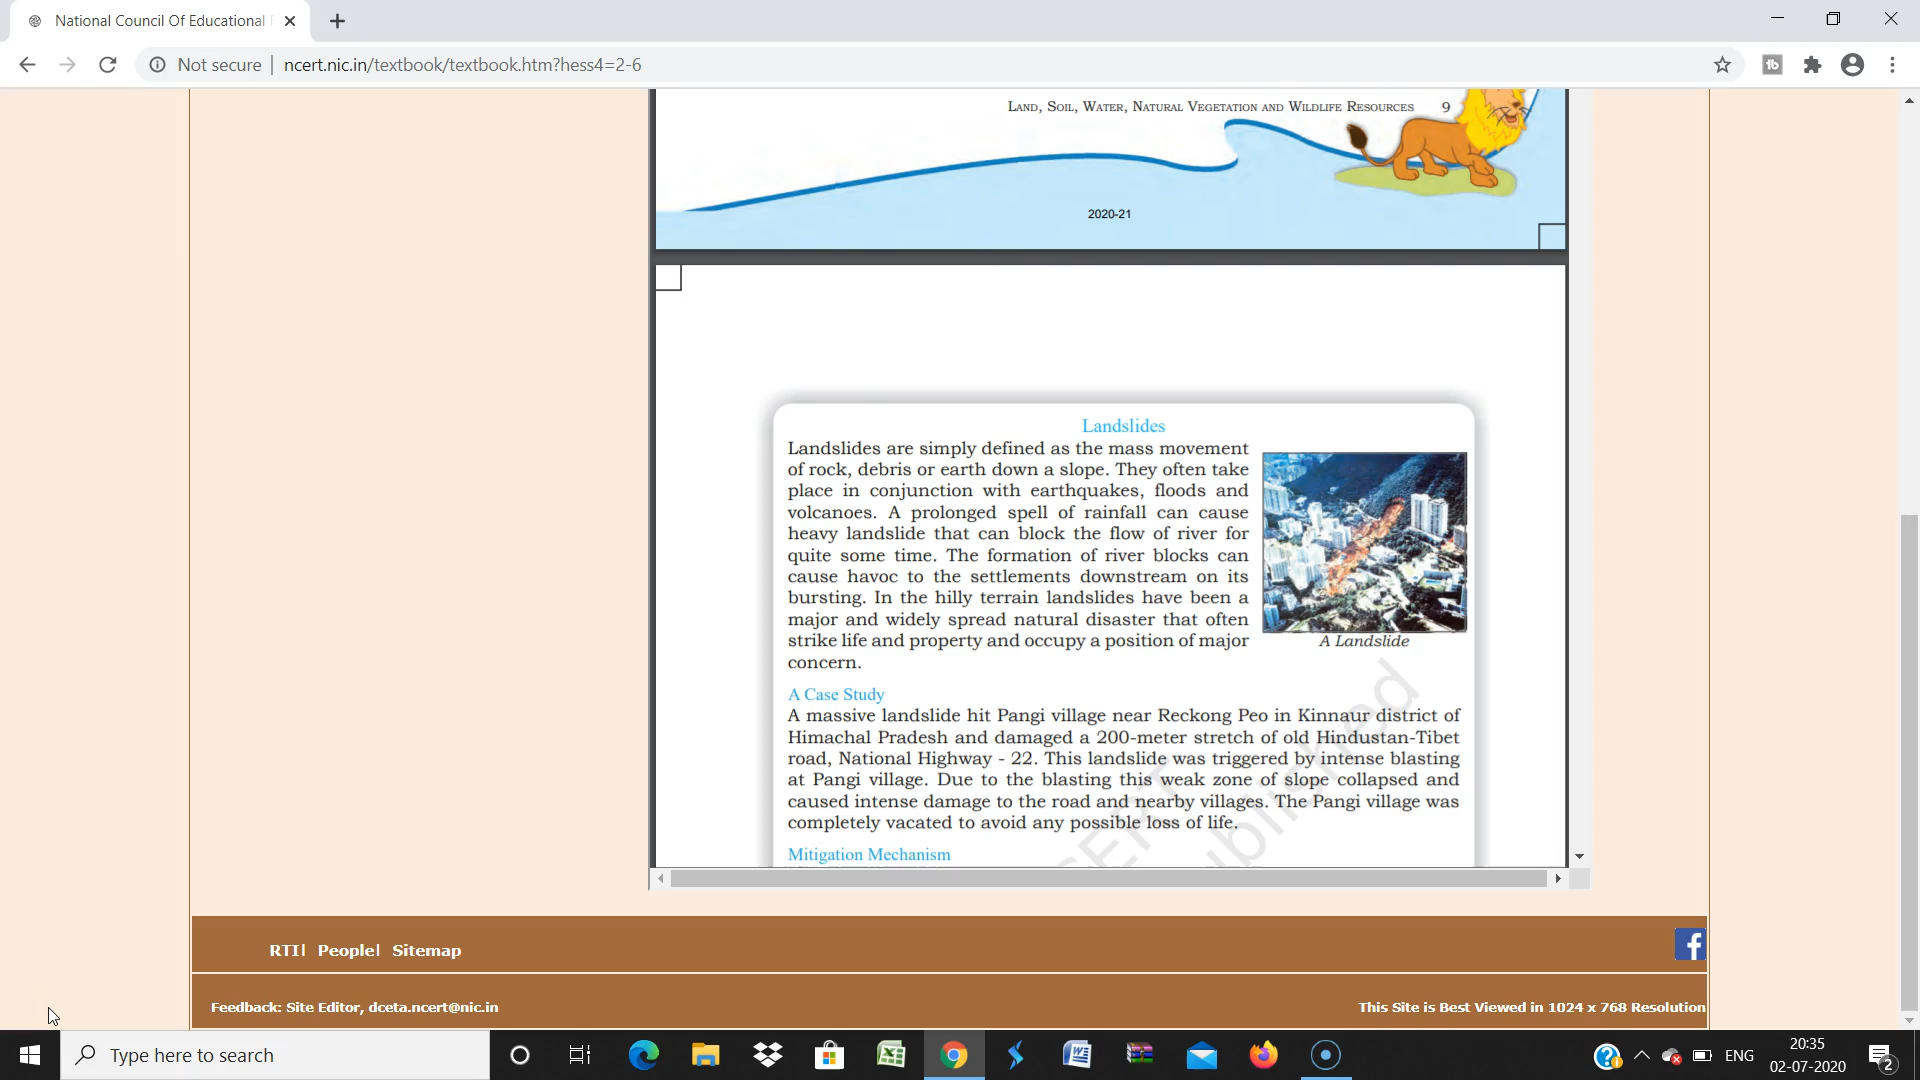 National Council Of Educational
Not secure
ncert.nic.in/textbook/textbook.htm?hess4=2-6
Land, Soil, Water, Natural Vegetation and Wildlife Resources 9
2020-21
Landslides
Landslides are simply defined as the mass movement
of rock, debris or earth down a slope. They often take
place in conjunction with earthquakes, floods and
volcanoes. A prolonged spell of rainfall can cause
heavy landslide that can block the flow of river for
quite some time. The formation of river blocks can
cause havoc to the settlements downstream on its
bursting. In the hilly terrain landslides have been a
major and widely spread natural disaster that often
strike life and property and occupy a position of major
concern.
A Landslide
A Case Study
A massive landslide hit Pangi village near Reckong Peo in Kinnaur district of
Himachal Pradesh and damaged a 200-meter stretch of old Hindustan-Tibet
road, National Highway - 22. This landslide was triggered by intense blasting
at Pangi village. Due to the blasting this weak zone of slope collapsed and
caused intense damage to the road and nearby villages. The Pangi village was
completely vacated to avoid any possible loss of life.
Mitigation Mechanism
RTI| People| Sitemap
Feedback: Site Editor, dceta.ncert@nic.in
This Site is Best Viewed in 1024 x 768 Resolution
Type here to search
ENG
20:35
02-07-2020
2